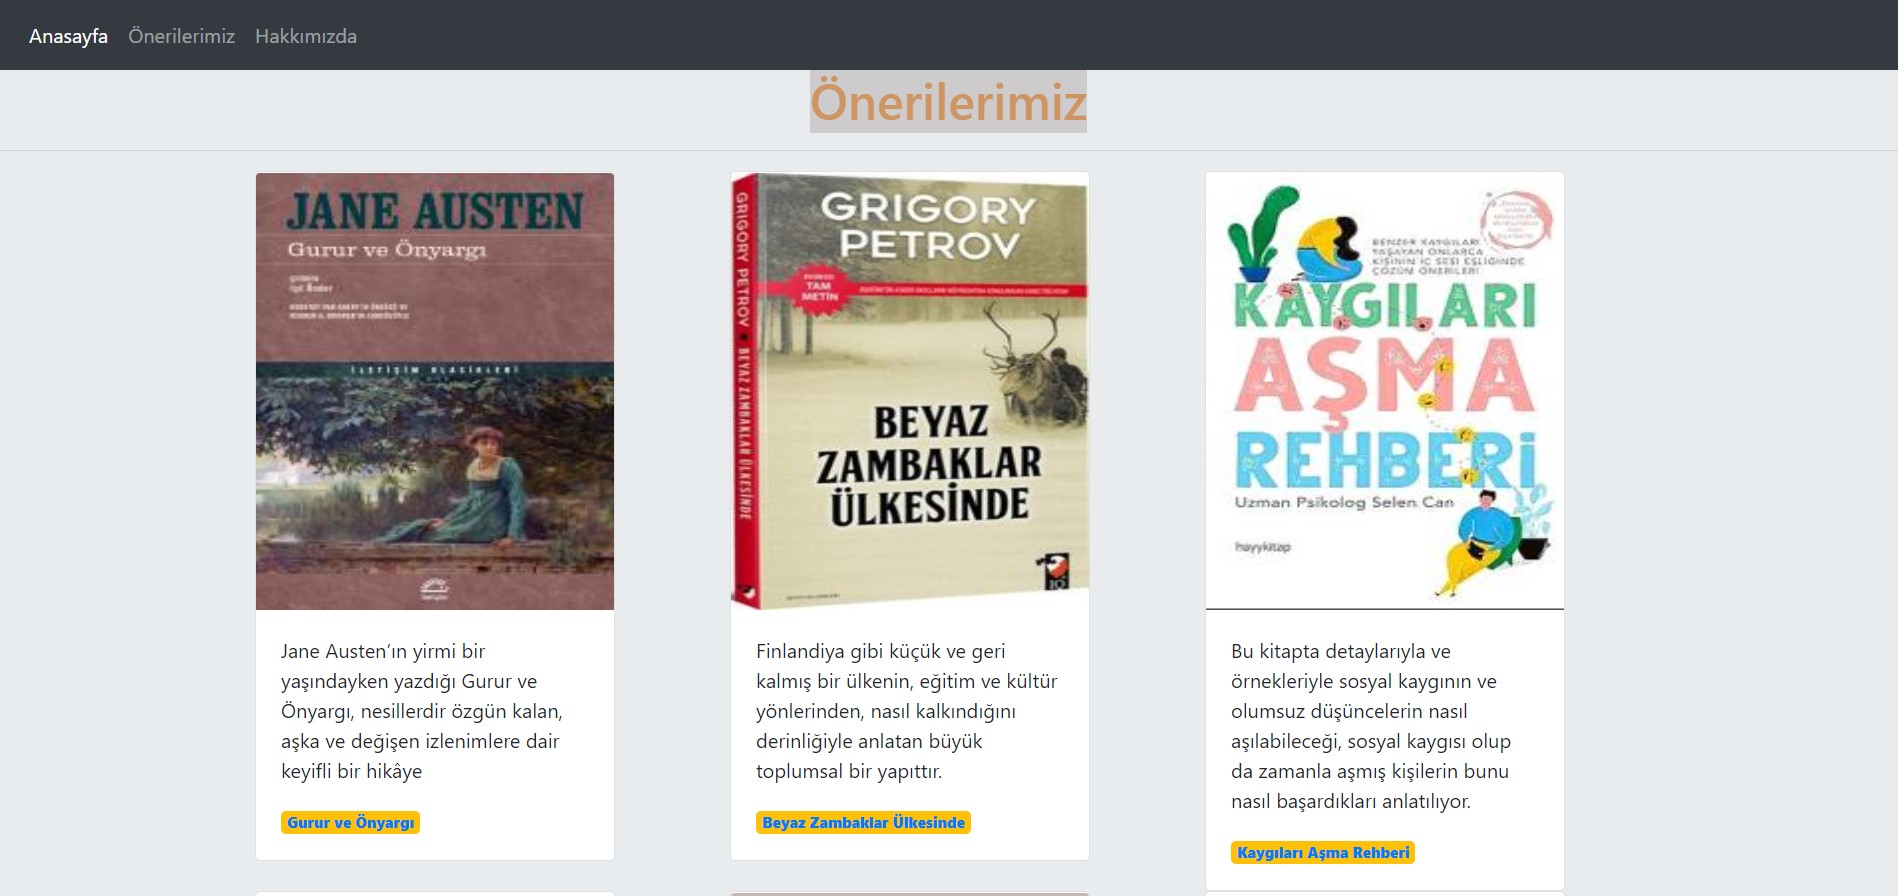 Anasayfa Önerilerimiz Hakkımızda
Önerilerimiz
JANE AUSTEN
Gurur ve Önyargı
İLETİŞİM KLASİKLERİ
Jane Austen’ın yirmi bir
yaşındayken yazdığı Gurur ve
Önyargı, nesillerdir özgün kalan,
aşka ve değişen izlenimlere dair
keyifli bir hikâye
Gurur ve Önyargı
GRIGORY PETROV BEYAZ ZAMBAKLAR ÜLKESİNDE
GRIGORY
PETROV
TAM
METİN
BEYAZ
ZAMBAKLAR
ÜLKESİNDE
IQ
Finlandiya gibi küçük ve geri
kalmış bir ülkenin, eğitim ve kültür
yönlerinden, nasıl kalkındığını
derinliğiyle anlatan büyük
toplumsal bir yapıttır.
Beyaz Zambaklar Ülkesinde
BENZER KAYGILARI
YAŞAYAN ONLARCA
KİŞİNİN İÇ SESİ EŞLİĞİNDE
ÇÖZÜM ÖNERİLERİ
KAYGILARI
AŞMA
REHBERİ
Uzman Psikolog Selen Can
hayykitap
Bu kitapta detaylarıyla ve
örnekleriyle sosyal kaygının ve
olumsuz düşüncelerin nasıl
aşılabileceği, sosyal kaygısı olup
da zamanla aşmış kişilerin bunu
nasıl başardıkları anlatılıyor.
Kaygıları Aşma Rehberi